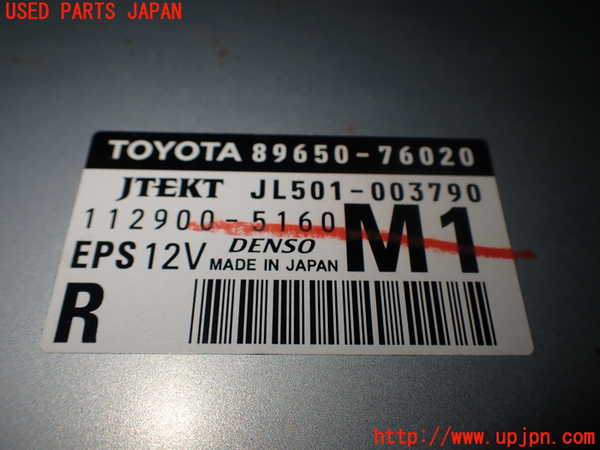 USED PARTS JAPAN
TOYOTA 89650-76020
JTEKT JL501-003790
112900-5160 M1
EPS 12V DENSO
MADE IN JAPAN
R
http://www.upjpn.com